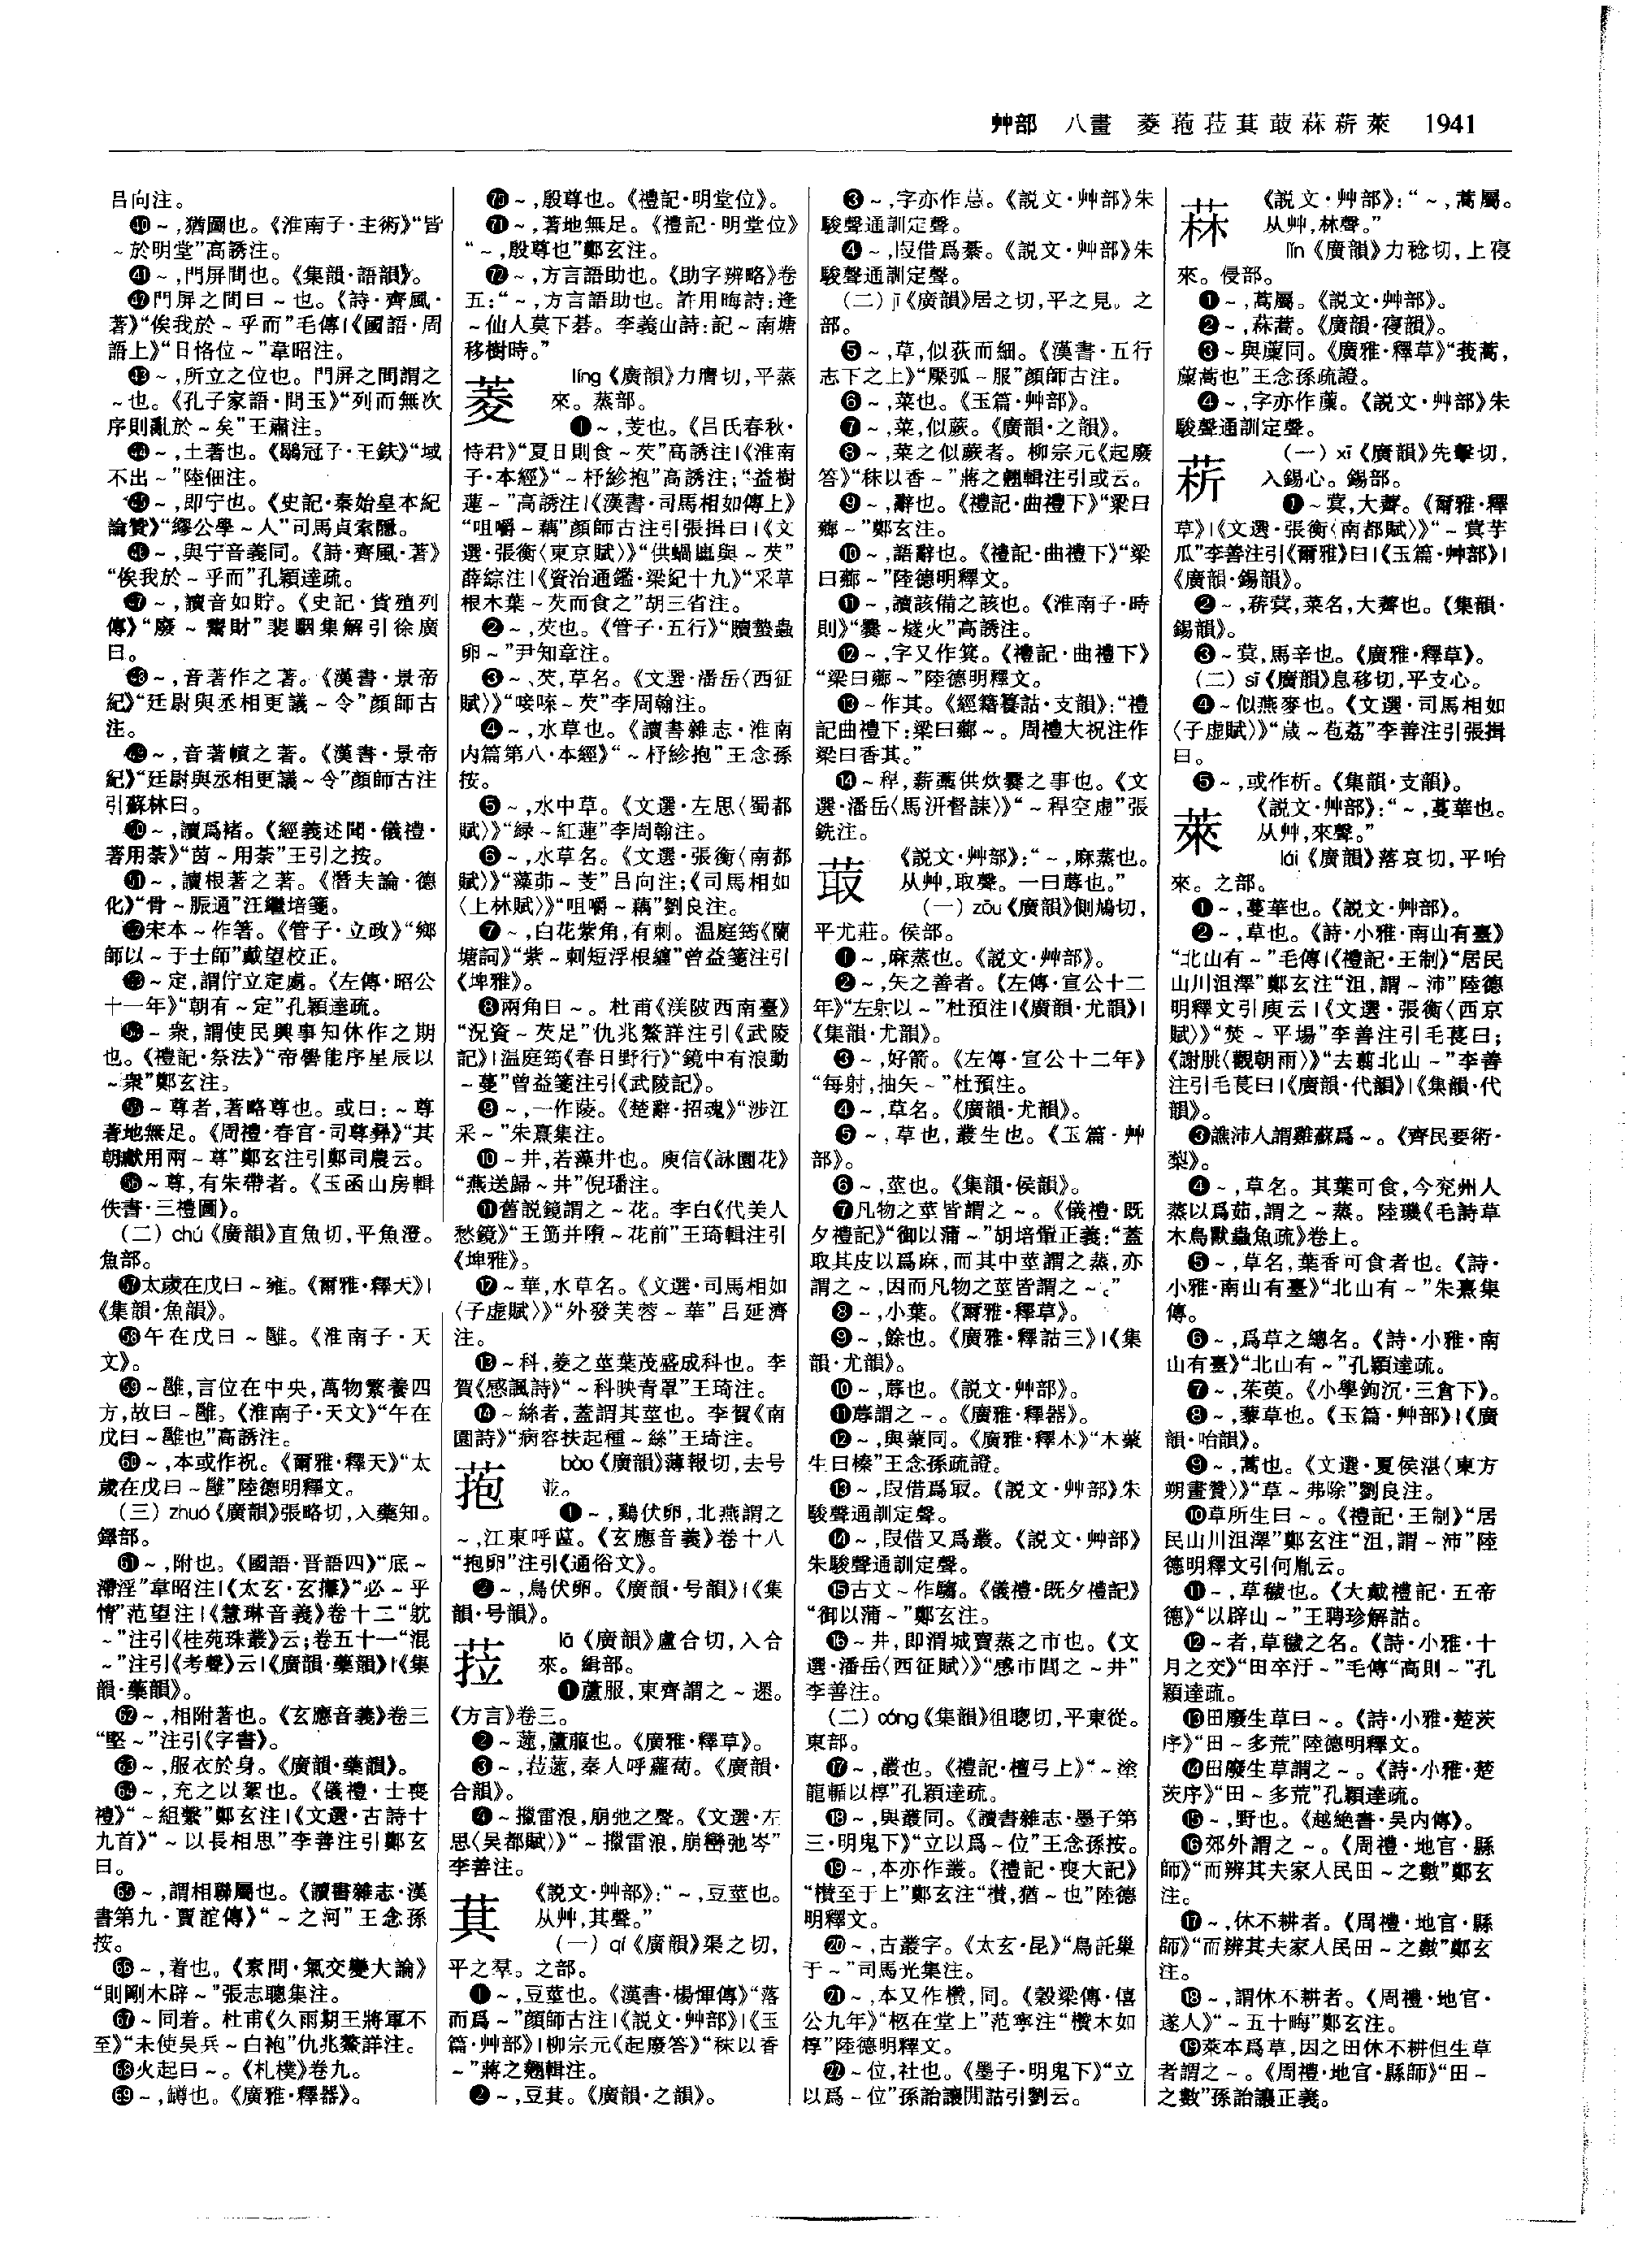 艸部　八畫　菱菢菈萁菆菻菥萊　1941
吕向注。
㊵～,猶圖也。《淮南子·主術》“皆
～於明堂”高誘注。
㊶～,門屏間也。《集韻·語韻》。
㊷門屏之間曰～也。《詩·齊風·
著》“俟我於～乎而”毛傳|《國語·周
語上》“日恪位～”韋昭注。
㊸～,所立之位也。門屏之間謂之
～也。《孔子家語·問玉》“列而無次
序則亂於～矣”王肅注。
㊹～,土著也。《鶡冠子·王鈇》“域
不出～”陸佃注。
㊺～,即宁也。《史記·秦始皇本紀
論贊》“繆公學～人”司馬貞索隱。
㊻～,與宁音義同。《詩·齊風·著》
“俟我於～乎而”孔穎達疏。
㊼～,讀音如貯。《史記·貨殖列
傳》“廢～鬻財”裴駰集解引徐廣
曰。
㊽～,音著作之著。《漢書·景帝
紀》“廷尉與丞相更議～令”顔師古
注。
㊾～,音著幘之著。《漢書·景帝
紀》“廷尉與丞相更議～令”顔師古注
引蘇林曰。
㊿～,讀爲褚。《經義述聞·儀禮·
著用荼》“茵～用荼”王引之按。
51～,讀根著之著。《潛夫論·德
化》“骨～脈通”汪繼培箋。
52宋本～作著。《管子·立政》“鄉
師以～于士師”戴望校正。
53～定,謂佇立定處。《左傳·昭公
十一年》“朝有～定”孔穎達疏。
54～衆,謂使民興事知休作之期
也。《禮記·祭法》“帝嚳能序星辰以
～衆”鄭玄注。
55～尊者,著略尊也。或曰:～尊
著地無足。《周禮·春官·司尊彝》“其
朝獻用兩～尊”鄭玄注引鄭司農云。
56～尊,有朱帶者。《玉函山房輯
佚書·三禮圖》。
(二) chú《廣韻》直魚切,平魚澄。
魚部。
57太歲在戊曰～雍。《爾雅·釋天》|
《集韻·魚韻》。
58午在戊曰～雝。《淮南子·天
文》。
59～雝,言位在中央,萬物繁養四
方,故曰～雝。《淮南子·天文》“午在
戊曰～雝也”高誘注。
60～,本或作祝。《爾雅·釋天》“太
歲在戊曰～雝”陸德明釋文。
(三) zhuó《廣韻》張略切,入藥知。
鐸部。
61～,附也。《國語·晋語四》“底～
滯淫”韋昭注|《太玄·玄攡》“必～乎
情”范望注|《慧琳音義》卷十二“躭
～”注引《桂苑珠叢》云;卷五十一“混
～”注引《考聲》云|《廣韻·藥韻》|《集
韻·藥韻》。
62～,相附著也。《玄應音義》卷三
“堅～”注引《字書》。
63～,服衣於身。《廣韻·藥韻》。
64～,充之以絮也。《儀禮·士喪
禮》“～組繫”鄭玄注|《文選·古詩十
九首》“～以長相思”李善注引鄭玄
曰。
65～,謂相聯屬也。《讀書雜志·漢
書第九·賈誼傳》“～之河”王念孫
按。
66～,着也。《素問·氣交變大論》
“則剛木辟～”張志聰集注。
67～同着。杜甫《久雨期王將軍不
至》“未使吴兵～白袍”仇兆鰲詳注。
68火起曰～。《札樸》卷九。
69～,罇也。《廣雅·釋器》。
70～,殷尊也。《禮記·明堂位》。
71～,著地無足。《禮記·明堂位》
“～,殷尊也”鄭玄注。
72～,方言語助也。《助字辨略》卷
五:“～,方言語助也。許用晦詩:逢
～仙人莫下碁。李義山詩:記～南塘
移樹時。”
菱　líng《廣韻》力膺切,平蒸
來。蒸部。
❶～,芰也。《吕氏春秋·
恃君》“夏日則食～芡”高誘注|《淮南
子·本經》“～杼紾抱”高誘注;“益樹
蓮～”高誘注|《漢書·司馬相如傳上》
“咀嚼～藕”顔師古注引張揖曰|《文
選·張衡〈東京賦〉》“供蝸蠯與～芡”
薛綜注|《資治通鑑·梁紀十九》“采草
根木葉～芡而食之”胡三省注。
❷～,芡也。《管子·五行》“贖蟄蟲
卵～”尹知章注。
❸～、芡,草名。《文選·潘岳〈西征
賦〉》“唼喋～芡”李周翰注。
❹～,水草也。《讀書雜志·淮南
内篇第八·本經》“～杼紾抱”王念孫
按。
❺～,水中草。《文選·左思〈蜀都
賦〉》“緑～紅蓮”李周翰注。
❻～,水草名。《文選·張衡〈南都
賦〉》“藻茆～芰”吕向注;《司馬相如
〈上林賦〉》“咀嚼～藕”劉良注。
❼～,白花紫角,有刺。温庭筠《蘭
塘詞》“紫～刺短浮根纏”曾益箋注引
《埤雅》。
❽兩角曰～。杜甫《渼陂西南臺》
“況資～芡足”仇兆鰲詳注引《武陵
記》|温庭筠《春日野行》“鏡中有浪動
～蔓”曾益箋注引《武陵記》。
❾～,一作蔆。《楚辭·招魂》“涉江
采～”朱熹集注。
❿～井,若藻井也。庾信《詠園花》
“燕送歸～井”倪璠注。
⓫舊説鏡謂之～花。李白《代美人
愁鏡》“玉筯并墮～花前”王琦輯注引
《埤雅》。
⓬～華,水草名。《文選·司馬相如
〈子虛賦〉》“外發芙蓉～華”吕延濟
注。
⓭～科,菱之莖葉茂盛成科也。李
賀《感諷詩》“～科映青罩”王琦注。
⓮～絲者,蓋謂其莖也。李賀《南
園詩》“病容扶起種～絲”王琦注。
菢　bào《廣韻》薄報切,去号
並。
❶～,鷄伏卵,北燕謂之
～,江東呼蓲。《玄應音義》卷十八
“抱卵”注引《通俗文》。
❷～,鳥伏卵。《廣韻·号韻》|《集
韻·号韻》。
菈　lā《廣韻》盧合切,入合
來。緝部。
❶蘆服,東齊謂之～遝。
《方言》卷三。
❷～蓫,蘆菔也。《廣雅·釋草》。
❸～,菈蓫,秦人呼蘿蔔。《廣韻·
合韻》。
❹～擸雷浪,崩弛之聲。《文選·左
思〈吴都賦〉》“～擸雷浪,崩巒弛岑”
李善注。
萁　《説文·艸部》:“～,豆莖也。
从艸,其聲。”
(一) qí《廣韻》渠之切,
平之羣。之部。
❶～,豆莖也。《漢書·楊惲傳》“落
而爲～”顔師古注|《説文·艸部》|《玉
篇·艸部》|柳宗元《起廢答》“秣以香
～”蔣之翹輯注。
❷～,豆萁。《廣韻·之韻》。
❸～,字亦作𦮼。《説文·艸部》朱
駿聲通訓定聲。
❹～,叚借爲綦。《説文·艸部》朱
駿聲通訓定聲。
(二) jī《廣韻》居之切,平之見。之
部。
❺～,草,似荻而細。《漢書·五行
志下之上》“檿弧～服”顔師古注。
❻～,菜也。《玉篇·艸部》。
❼～,菜,似蕨。《廣韻·之韻》。
❽～,菜之似蕨者。柳宗元《起廢
答》“秣以香～”蔣之翹輯注引或云。
❾～,辭也。《禮記·曲禮下》“粱曰
薌～”鄭玄注。
❿～,語辭也。《禮記·曲禮下》“粱
曰薌～”陸德明釋文。
⓫～,讀該備之該也。《淮南子·時
則》“爨～燧火”高誘注。
⓬～,字又作箕。《禮記·曲禮下》
“粱曰薌～”陸德明釋文。
⓭～作其。《經籍籑詁·支韻》:“禮
記曲禮下:粱曰薌～。周禮大祝注作
粱曰香其。”
⓮～稈,薪藁供炊爨之事也。《文
選·潘岳〈馬汧督誄〉》“～稈空虚”張
銑注。
菆　《説文·艸部》:“～,麻蒸也。
从艸,取聲。一曰蓐也。”
(一) zōu《廣韻》側鳩切,
平尤莊。侯部。
❶～,麻蒸也。《説文·艸部》。
❷～,矢之善者。《左傳·宣公十二
年》“左射以～”杜預注|《廣韻·尤韻》|
《集韻·尤韻》。
❸～,好箭。《左傳·宣公十二年》
“每射,抽矢～”杜預注。
❹～,草名。《廣韻·尤韻》。
❺～,草也,叢生也。《玉篇·艸
部》。
❻～,莖也。《集韻·侯韻》。
❼凡物之莖皆謂之～。《儀禮·既
夕禮記》“御以蒲～”胡培翬正義:“蓋
取其皮以爲麻,而其中莖謂之蒸,亦
謂之～,因而凡物之莖皆謂之～。”
❽～,小葉。《爾雅·釋草》。
❾～,餘也。《廣雅·釋詁三》|《集
韻·尤韻》。
❿～,蓐也。《説文·艸部》。
⓫蓐謂之～。《廣雅·釋器》。
⓬～,與藂同。《廣雅·釋木》“木藂
生曰榛”王念孫疏證。
⓭～,叚借爲冣。《説文·艸部》朱
駿聲通訓定聲。
⓮～,叚借又爲叢。《説文·艸部》
朱駿聲通訓定聲。
⓯古文～作騶。《儀禮·既夕禮記》
“御以蒲～”鄭玄注。
⓰～井,即渭城賣蒸之市也。《文
選·潘岳〈西征賦〉》“感市閭之～井”
李善注。
(二) cóng《集韻》徂聰切,平東從。
東部。
⓱～,叢也。《禮記·檀弓上》“～塗
龍輴以椁”孔穎達疏。
⓲～,與叢同。《讀書雜志·墨子第
三·明鬼下》“立以爲～位”王念孫按。
⓳～,本亦作叢。《禮記·喪大記》
“欑至于上”鄭玄注“欑,猶～也”陸德
明釋文。
⓴～,古叢字。《太玄·昆》“鳥託巢
于～”司馬光集注。
21～,本又作欑,同。《穀梁傳·僖
公九年》“柩在堂上”范寧注“欑木如
椁”陸德明釋文。
22～位,社也。《墨子·明鬼下》“立
以爲～位”孫詒讓閒詁引劉云。
菻　《説文·艸部》:“～,蒿屬。
从艸,林聲。”
lǐn《廣韻》力稔切,上寑
來。侵部。
❶～,蒿屬。《説文·艸部》。
❷～,菻蒿。《廣韻·寑韻》。
❸～與藁同。《廣雅·釋草》“莪蒿,
藁蒿也”王念孫疏證。
❹～,字亦作藁。《説文·艸部》朱
駿聲通訓定聲。
菥　(一) xī《廣韻》先擊切,
入錫心。錫部。
❶～蓂,大薺。《爾雅·釋
草》|《文選·張衡〈南都賦〉》“～蓂芋
瓜”李善注引《爾雅》曰|《玉篇·艸部》|
《廣韻·錫韻》。
❷～,菥蓂,菜名,大薺也。《集韻·
錫韻》。
❸～蓂,馬辛也。《廣雅·釋草》。
(二) sī《廣韻》息移切,平支心。
❹～似燕麥也。《文選·司馬相如
〈子虛賦〉》“葴～苞荔”李善注引張揖
曰。
❺～,或作析。《集韻·支韻》。
萊　《説文·艸部》:“～,蔓華也。
从艸,來聲。”
lái《廣韻》落哀切,平咍
來。之部。
❶～,蔓華也。《説文·艸部》。
❷～,草也。《詩·小雅·南山有臺》
“北山有～”毛傳|《禮記·王制》“居民
山川沮澤”鄭玄注“沮,謂～沛”陸德
明釋文引庾云|《文選·張衡〈西京
賦〉》“焚～平場”李善注引毛萇曰;
《謝朓〈觀朝雨〉》“去翦北山～”李善
注引毛萇曰|《廣韻·代韻》|《集韻·代
韻》。
❸譙沛人謂雞蘇爲～。《齊民要術·
梨》。
❹～,草名。其葉可食,今兖州人
蒸以爲茹,謂之～蒸。陸璣《毛詩草
木鳥獸蟲魚疏》卷上。
❺～,草名,葉香可食者也。《詩·
小雅·南山有臺》“北山有～”朱熹集
傳。
❻～,爲草之總名。《詩·小雅·南
山有臺》“北山有～”孔穎達疏。
❼～,茱萸。《小學鉤沉·三倉下》。
❽～,藜草也。《玉篇·艸部》|《廣
韻·咍韻》。
❾～,蒿也。《文選·夏侯湛〈東方
朔畫贊〉》“草～弗除”劉良注。
❿草所生曰～。《禮記·王制》“居
民山川沮澤”鄭玄注“沮,謂～沛”陸
德明釋文引何胤云。
⓫～,草穢也。《大戴禮記·五帝
德》“以辟山～”王聘珍解詁。
⓬～者,草穢之名。《詩·小雅·十
月之交》“田卒汙～”毛傳“高則～”孔
穎達疏。
⓭田廢生草曰～。《詩·小雅·楚茨
序》“田～多荒”陸德明釋文。
⓮田廢生草謂之～。《詩·小雅·楚
茨序》“田～多荒”孔穎達疏。
⓯～,野也。《越絶書·吴内傳》。
⓰郊外謂之～。《周禮·地官·縣
師》“而辨其夫家人民田～之數”鄭玄
注。
⓱～,休不耕者。《周禮·地官·縣
師》“而辨其夫家人民田～之數”鄭玄
注。
⓲～,謂休不耕者。《周禮·地官·
遂人》“～五十畮”鄭玄注。
⓳萊本爲草,因之田休不耕但生草
者謂之～。《周禮·地官·縣師》“田～
之數”孫詒讓正義。